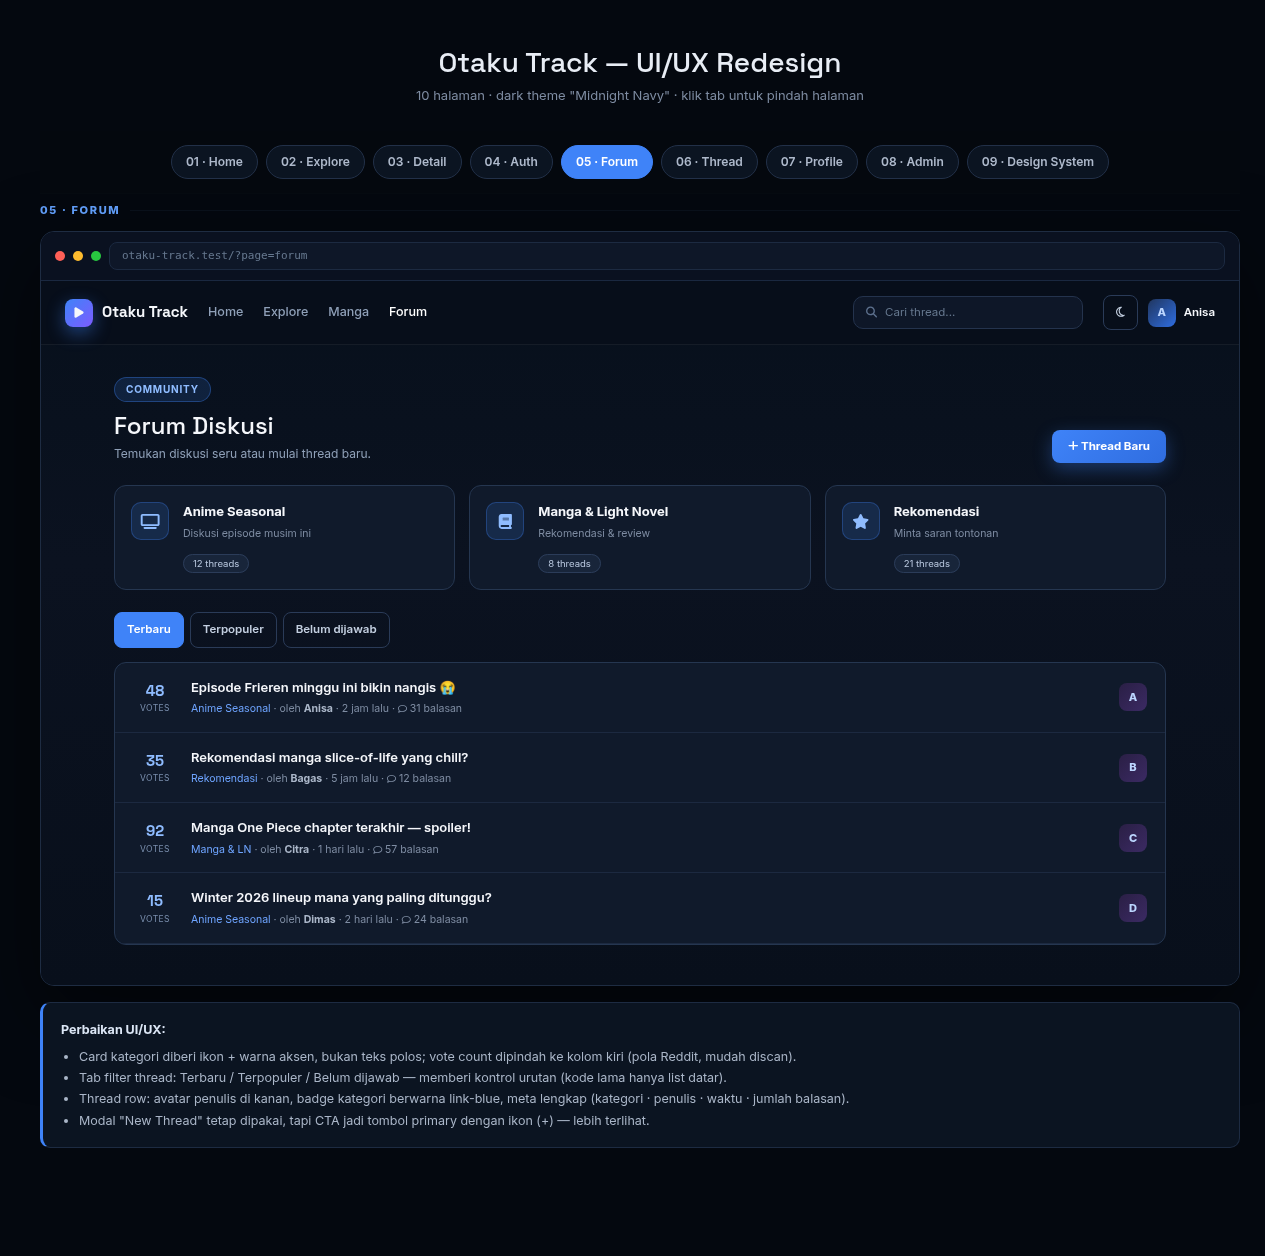 Otaku Track — UI/UX Redesign
10 halaman · dark theme "Midnight Navy" · klik tab untuk pindah halaman
01 · Home 02 · Explore 03 · Detail 04 · Auth 05 · Forum 06 · Thread 07 · Profile 08 · Admin 09 · Design System
05 · FORUM
otaku-track.test/?page=forum
Otaku Track Home Explore Manga Forum Cari thread... A Anisa
COMMUNITY
Forum Diskusi
Temukan diskusi seru atau mulai thread baru.
+ Thread Baru
Anime Seasonal
Diskusi episode musim ini
12 threads
Manga & Light Novel
Rekomendasi & review
8 threads
Rekomendasi
Minta saran tontonan
21 threads
Terbaru Terpopuler Belum dijawab
48 VOTES
Episode Frieren minggu ini bikin nangis 😭
Anime Seasonal · oleh Anisa · 2 jam lalu · 31 balasan
A
35 VOTES
Rekomendasi manga slice-of-life yang chill?
Rekomendasi · oleh Bagas · 5 jam lalu · 12 balasan
B
92 VOTES
Manga One Piece chapter terakhir — spoiler!
Manga & LN · oleh Citra · 1 hari lalu · 57 balasan
C
15 VOTES
Winter 2026 lineup mana yang paling ditunggu?
Anime Seasonal · oleh Dimas · 2 hari lalu · 24 balasan
D
Perbaikan UI/UX:
• Card kategori diberi ikon + warna aksen, bukan teks polos; vote count dipindah ke kolom kiri (pola Reddit, mudah discan).
• Tab filter thread: Terbaru / Terpopuler / Belum dijawab — memberi kontrol urutan (kode lama hanya list datar).
• Thread row: avatar penulis di kanan, badge kategori berwarna link-blue, meta lengkap (kategori · penulis · waktu · jumlah balasan).
• Modal "New Thread" tetap dipakai, tapi CTA jadi tombol primary dengan ikon (+) — lebih terlihat.